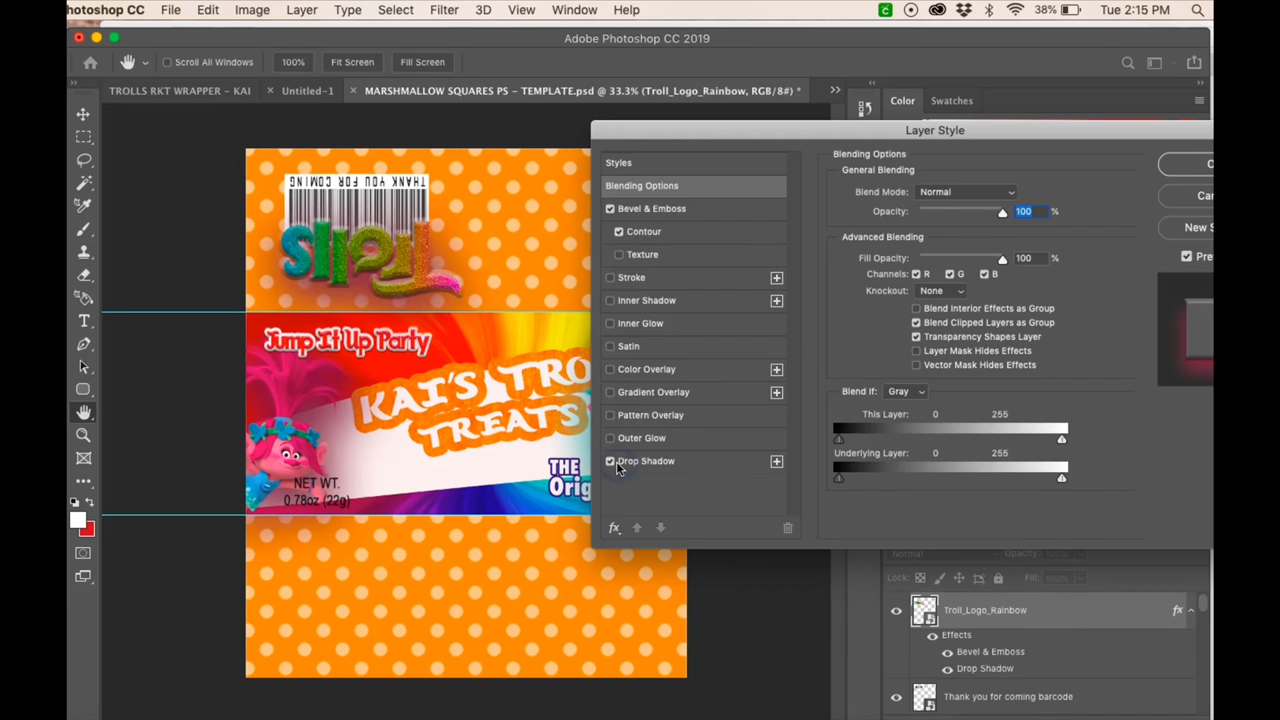 hotoshop CC File Edit Image Layer Type Select Filter 3D View Window Help 38% Tue 2:15 PM
Adobe Photoshop CC 2019
Scroll All Windows 100% Fit Screen Fill Screen
TROLLS RKT WRAPPER - KAI × Untitled-1 × MARSHMALLOW SQUARES PS - TEMPLATE.psd @ 33.3% (Troll_Logo_Rainbow, RGB/8#) * Color Swatches
Layer Style
Styles
Blending Options
Bevel & Emboss
Contour
Texture
Stroke
Inner Shadow
Inner Glow
Satin
Color Overlay
Gradient Overlay
Pattern Overlay
Outer Glow
Drop Shadow
fx
Blending Options
General Blending
Blend Mode: Normal
Opacity: 100 %
Advanced Blending
Fill Opacity: 100 %
Channels: R G B
Knockout: None
Blend Interior Effects as Group
Blend Clipped Layers as Group
Transparency Shapes Layer
Layer Mask Hides Effects
Vector Mask Hides Effects
Blend If: Gray
This Layer: 0 255
Underlying Layer: 0 255
O
Can
New S
Pre
THANK YOU FOR COMING
Trolls
Jump It Up Party
KAI'S TRO
TREATS
THE
Orig
NET WT.
0.78oz (22g)
Normal Opacity: 100%
Lock: Fill: 100%
Troll_Logo_Rainbow fx
Effects
Bevel & Emboss
Drop Shadow
Thank you for coming barcode